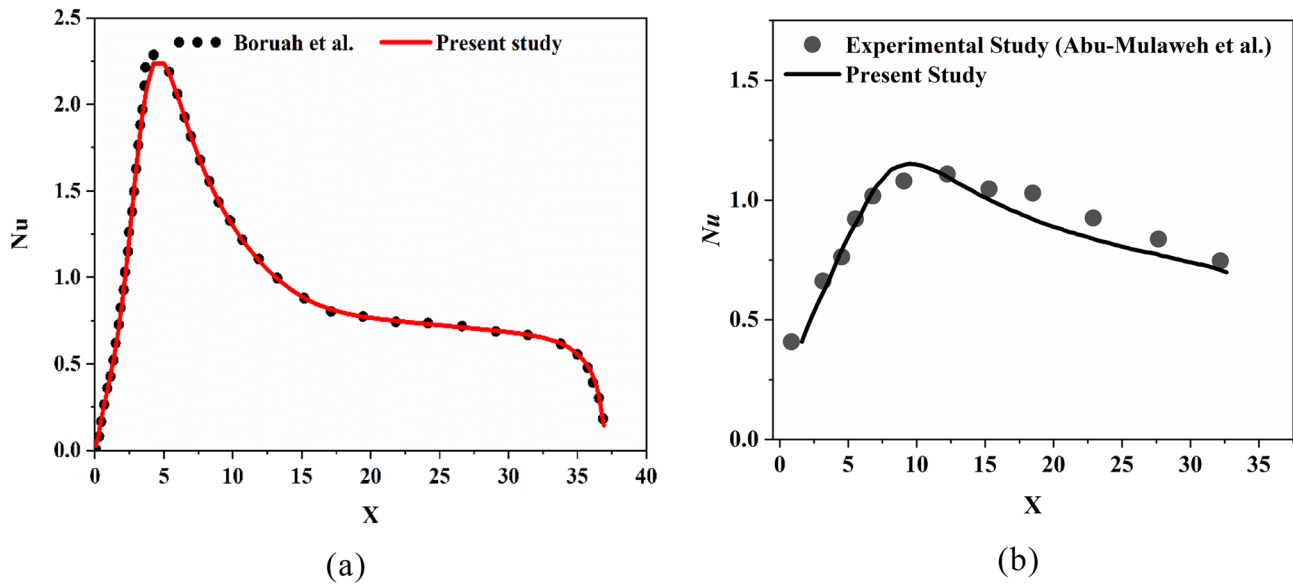 Boruah et al. Present study
2.5
2.0
1.5
1.0
0.5
0.0
Nu
0 5 10 15 20 25 30 35 40
X
(a)
Experimental Study (Abu-Mulaweh et al.)
Present Study
1.5
1.0
0.5
0.0
Nu
0 5 10 15 20 25 30 35
X
(b)